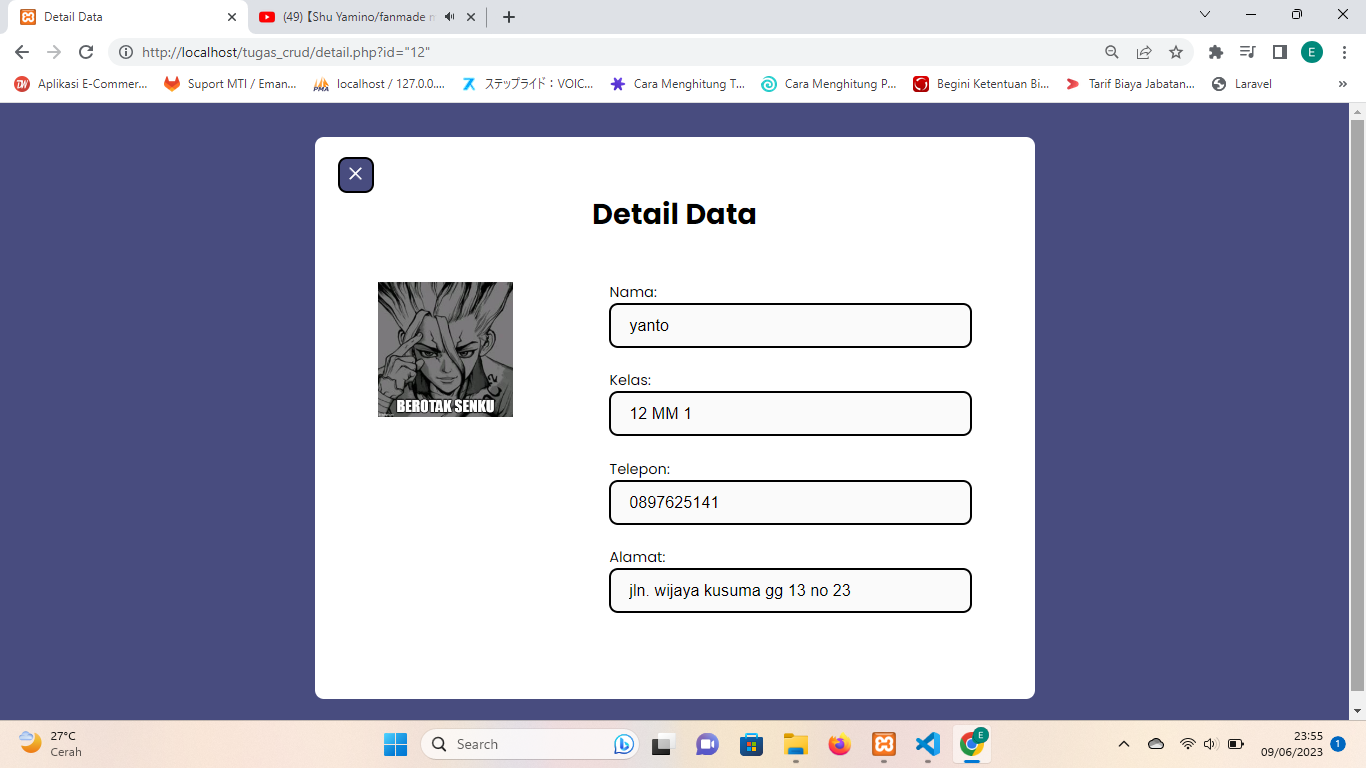 Detail Data
(49) 【Shu Yamino/fanmade
http://localhost/tugas_crud/detail.php?id="12"
E
Aplikasi E-Commer...
Suport MTI / Eman...
PMA
localhost / 127.0.0....
ステップライド：VOIC...
Cara Menghitung T...
Cara Menghitung P...
Begini Ketentuan Bi...
Tarif Biaya Jabatan...
Laravel
»
Detail Data
BEROTAK SENKU
Nama:
yanto
Kelas:
12 MM 1
Telepon:
0897625141
Alamat:
jln. wijaya kusuma gg 13 no 23
27°C
Cerah
Search
E
23:55
09/06/2023
1